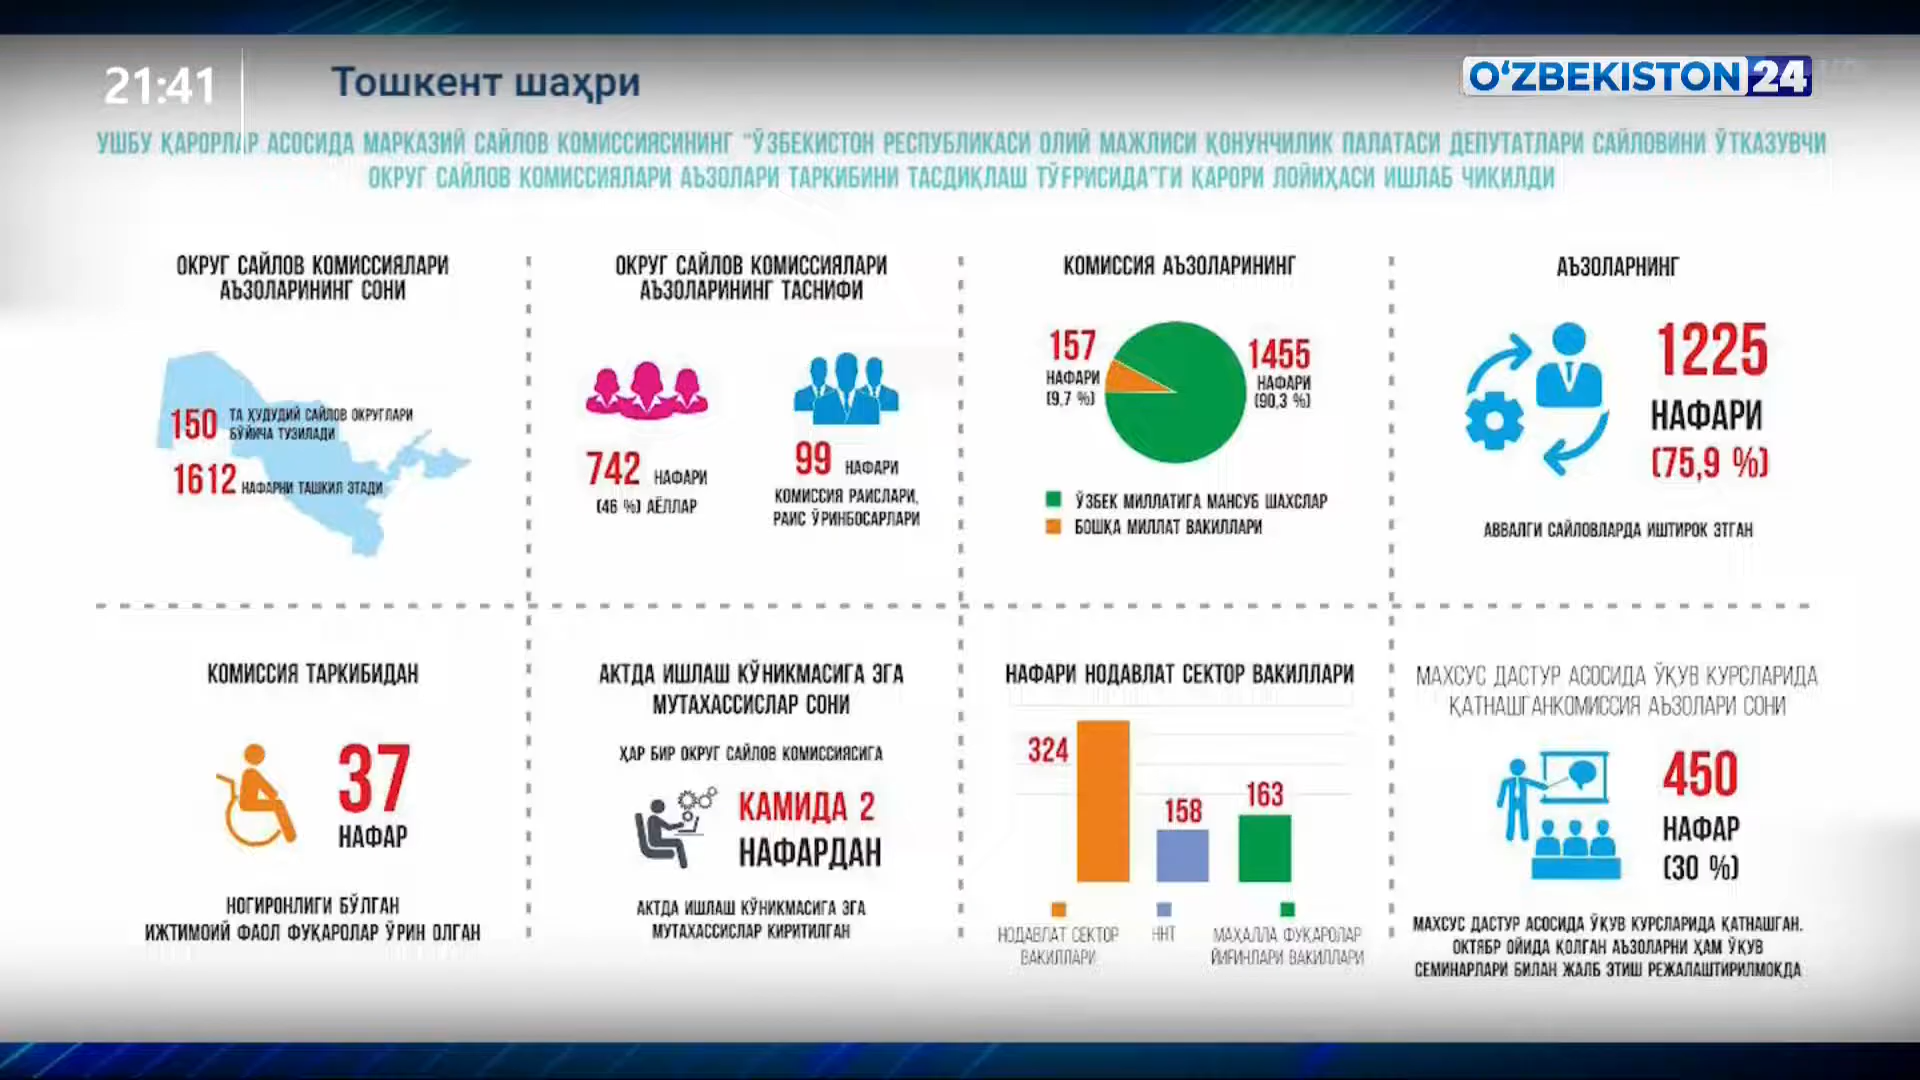 21:41
Тошкент шаҳри
O‘ZBEKISTON 24
УШБУ ҚАРОРЛАР АСОСИДА МАРКАЗИЙ САЙЛОВ КОМИССИЯСИНИНГ "ЎЗБЕКИСТОН РЕСПУБЛИКАСИ ОЛИЙ МАЖЛИСИ ҚОНУНЧИЛИК ПАЛАТАСИ ДЕПУТАТЛАРИ САЙЛОВИНИ ЎТКАЗУВЧИ
ОКРУГ САЙЛОВ КОМИССИЯЛАРИ АЪЗОЛАРИ ТАРКИБИНИ ТАСДИҚЛАШ ТЎҒРИСИДА"ГИ ҚАРОРИ ЛОЙИҲАСИ ИШЛАБ ЧИҚИЛДИ
ОКРУГ САЙЛОВ КОМИССИЯЛАРИ
АЪЗОЛАРИНИНГ СОНИ
150 ТА ҲУДУДИЙ САЙЛОВ ОКРУГЛАРИ
БЎЙИЧА ТУЗИЛАДИ
1612 НАФАРНИ ТАШКИЛ ЭТАДИ
ОКРУГ САЙЛОВ КОМИССИЯЛАРИ
АЪЗОЛАРИНИНГ ТАСНИФИ
742 НАФАРИ
(46 %) АЁЛЛАР
99 НАФАРИ
КОМИССИЯ РАИСЛАРИ,
РАИС ЎРИНБОСАРЛАРИ
КОМИССИЯ АЪЗОЛАРИНИНГ
157
НАФАРИ
(9,7 %)
1455
НАФАРИ
(90,3 %)
ЎЗБЕК МИЛЛАТИГА МАНСУБ ШАХСЛАР
БОШҚА МИЛЛАТ ВАКИЛЛАРИ
АЪЗОЛАРНИНГ
1225
НАФАРИ
(75,9 %)
АВВАЛГИ САЙЛОВЛАРДА ИШТИРОК ЭТГАН
КОМИССИЯ ТАРКИБИДАН
37
НАФАР
НОГИРОНЛИГИ БЎЛГАН
ИЖТИМОИЙ ФАОЛ ФУҚАРОЛАР ЎРИН ОЛГАН
АКТДА ИШЛАШ КЎНИКМАСИГА ЭГА
МУТАХАССИСЛАР СОНИ
ҲАР БИР ОКРУГ САЙЛОВ КОМИССИЯСИГА
КАМИДА 2
НАФАРДАН
АКТДА ИШЛАШ КЎНИКМАСИГА ЭГА
МУТАХАССИСЛАР КИРИТИЛГАН
НАФАРИ НОДАВЛАТ СЕКТОР ВАКИЛЛАРИ
324
158
163
НОДАВЛАТ СЕКТОР
ВАКИЛЛАРИ
ННТ
МАҲАЛЛА ФУҚАРОЛАР
ЙИҒИНЛАРИ ВАКИЛЛАРИ
МАХСУС ДАСТУР АСОСИДА ЎҚУВ КУРСЛАРИДА
ҚАТНАШГАНКОМИССИЯ АЪЗОЛАРИ СОНИ
450
НАФАР
(30 %)
МАХСУС ДАСТУР АСОСИДА ЎҚУВ КУРСЛАРИДА ҚАТНАШГАН.
ОКТЯБР ОЙИДА ҚОЛГАН АЪЗОЛАРНИ ҲАМ ЎҚУВ
СЕМИНАРЛАРИ БИЛАН ЖАЛБ ЭТИШ РЕЖАЛАШТИРИЛМОҚДА